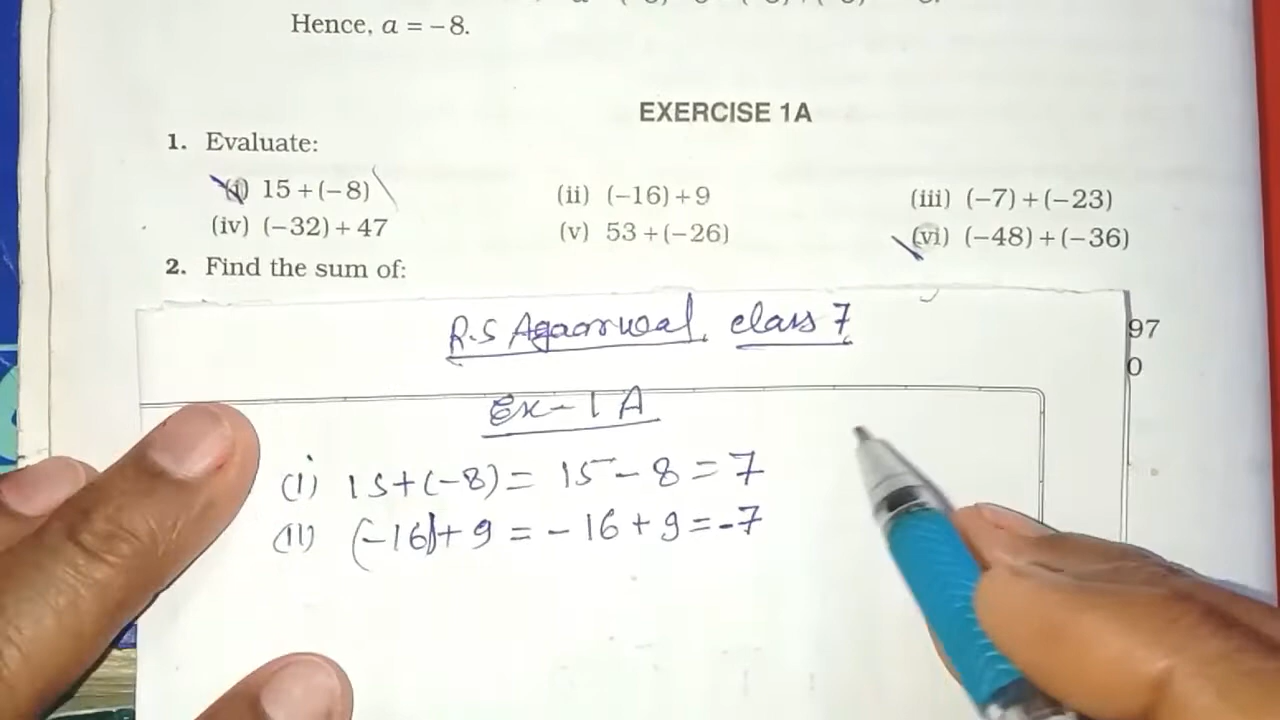 Hence, a = −8.
EXERCISE 1A
1. Evaluate:
(i) 15 + (−8) (ii) (−16) + 9 (iii) (−7) + (−23)
(iv) (−32) + 47 (v) 53 + (−26) (vi) (−48) + (−36)
2. Find the sum of:
97
0
R.S Agaorwal, class 7
Ex-1A
(i) 15+(-8) = 15-8 = 7
(ii) (-16)+9 = -16+9 = -7